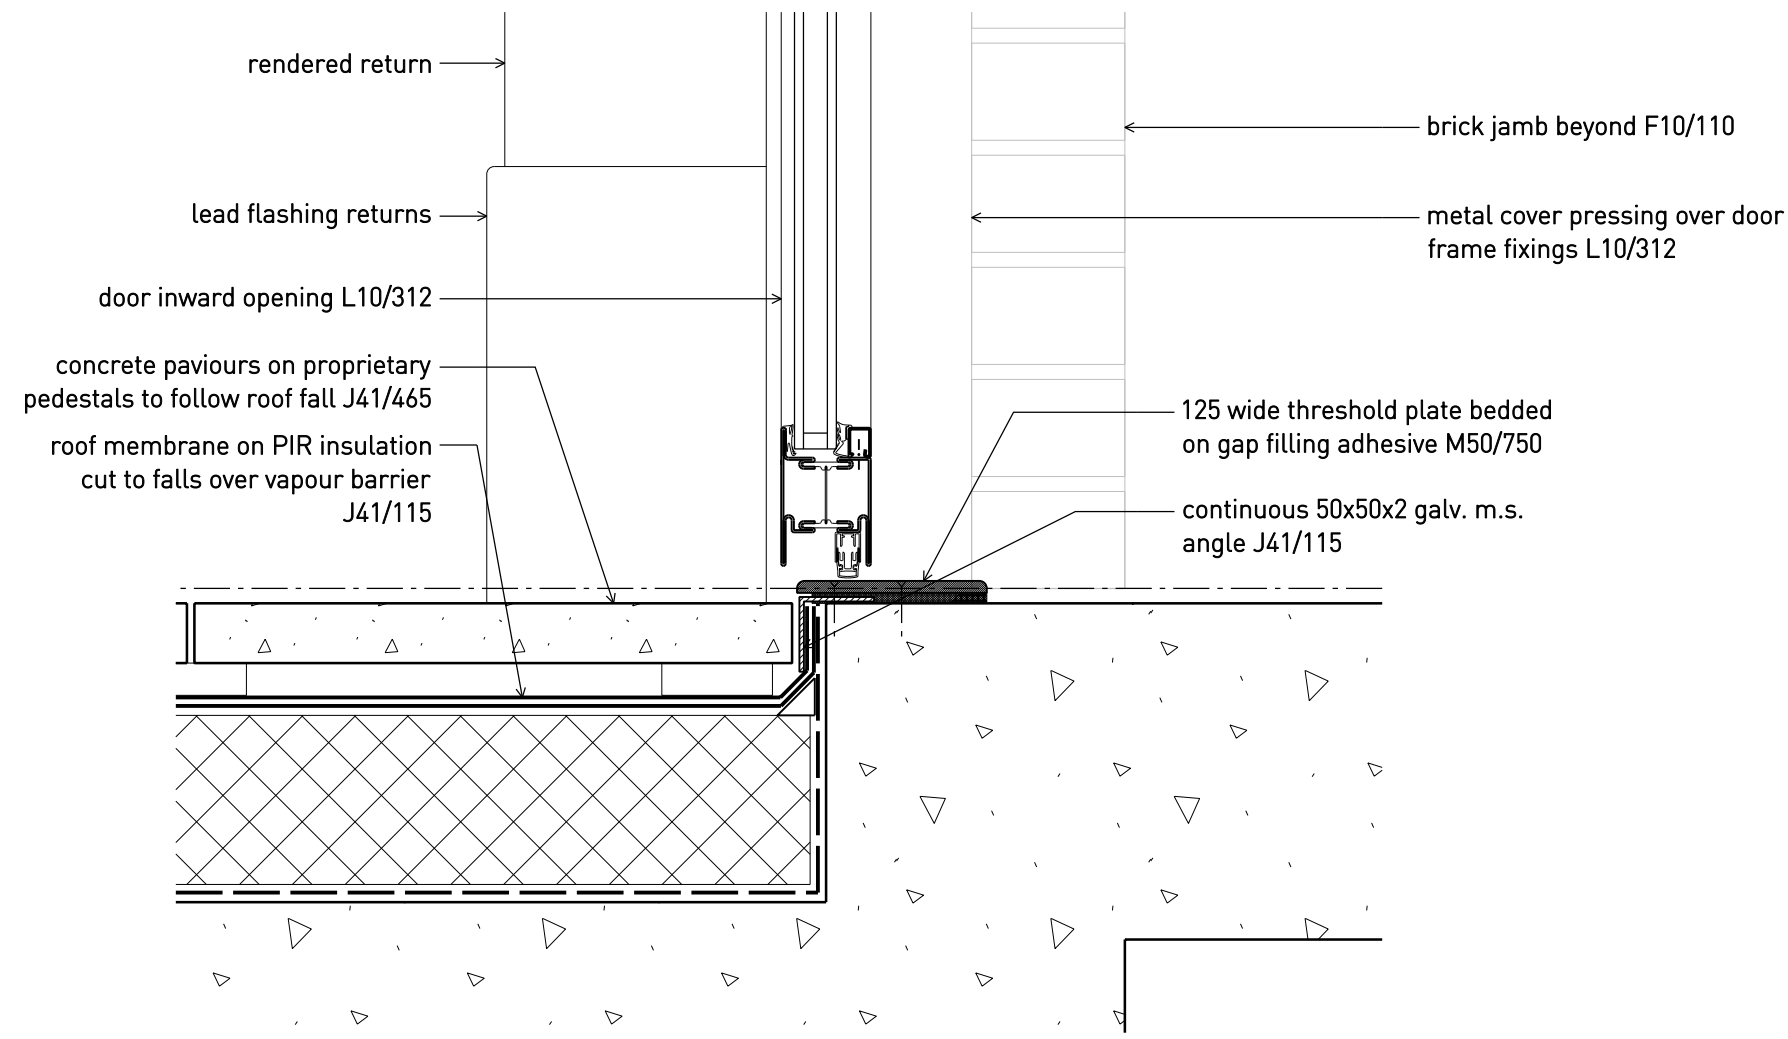 rendered return
lead flashing returns
door inward opening L10/312
concrete paviours on proprietary
pedestals to follow roof fall J41/465
roof membrane on PIR insulation
cut to falls over vapour barrier
J41/115
brick jamb beyond F10/110
metal cover pressing over door
frame fixings L10/312
125 wide threshold plate bedded
on gap filling adhesive M50/750
continuous 50x50x2 galv. m.s.
angle J41/115